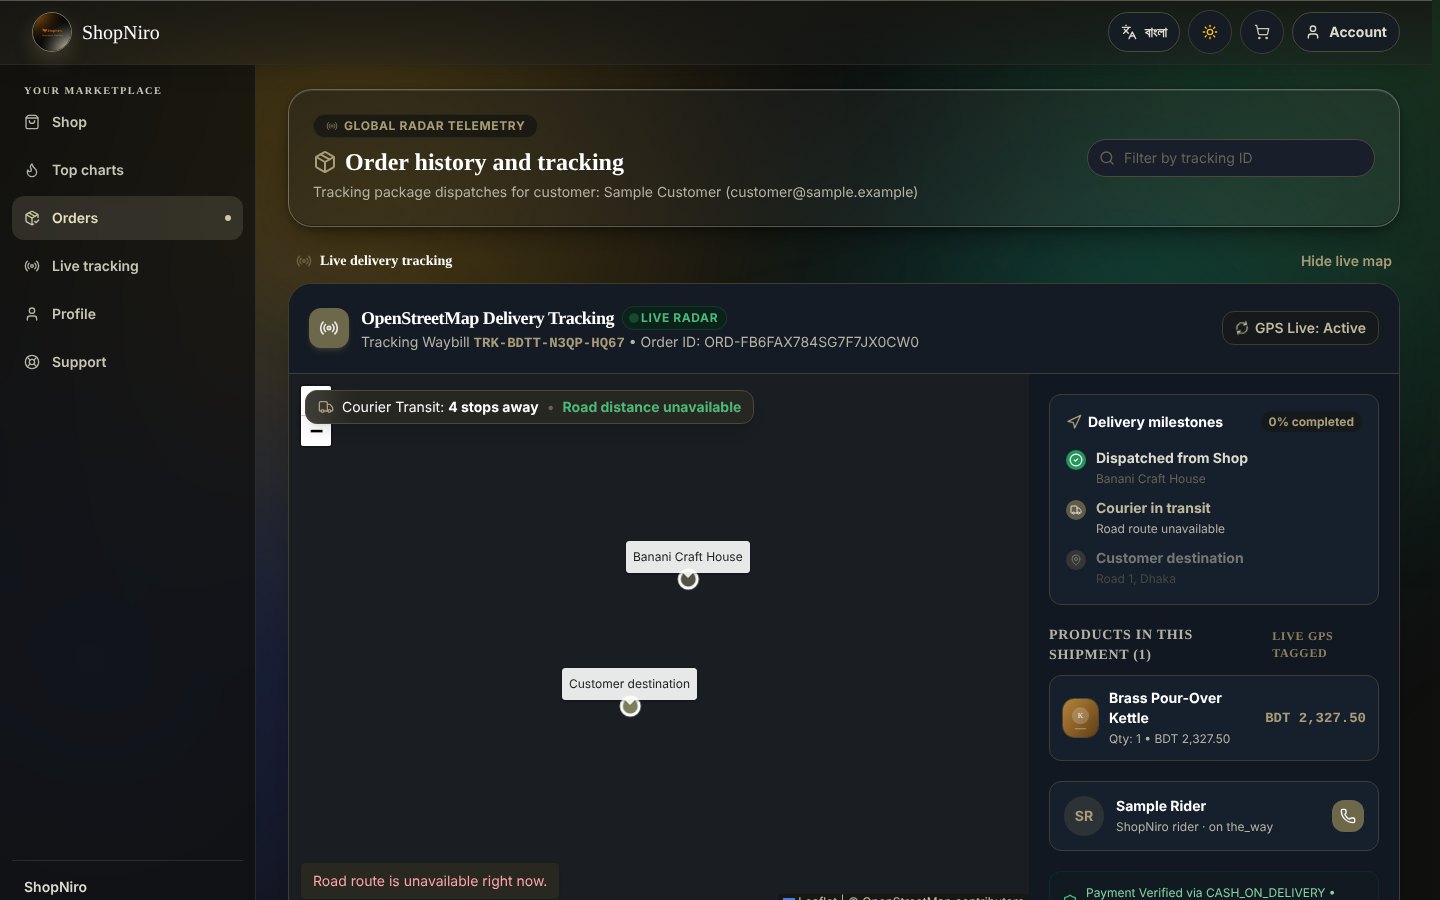 ShopNiro
বাংলা
Account
YOUR MARKETPLACE
Shop
Top charts
Orders
Live tracking
Profile
Support
ShopNiro
GLOBAL RADAR TELEMETRY
Order history and tracking
Tracking package dispatches for customer: Sample Customer (customer@sample.example)
Filter by tracking ID
Live delivery tracking
Hide live map
OpenStreetMap Delivery Tracking
LIVE RADAR
Tracking Waybill TRK-BDTT-N3QP-HQ67 • Order ID: ORD-FB6FAX784SG7F7JX0CW0
GPS Live: Active
Courier Transit: 4 stops away • Road distance unavailable
Banani Craft House
Customer destination
Road route is unavailable right now.
Leaflet | © OpenStreetMap contributors
Delivery milestones
0% completed
Dispatched from Shop
Banani Craft House
Courier in transit
Road route unavailable
Customer destination
Road 1, Dhaka
PRODUCTS IN THIS
SHIPMENT (1)
LIVE GPS
TAGGED
Brass Pour-Over
Kettle
Qty: 1 • BDT 2,327.50
BDT 2,327.50
SR
Sample Rider
ShopNiro rider · on the_way
Payment Verified via CASH_ON_DELIVERY •